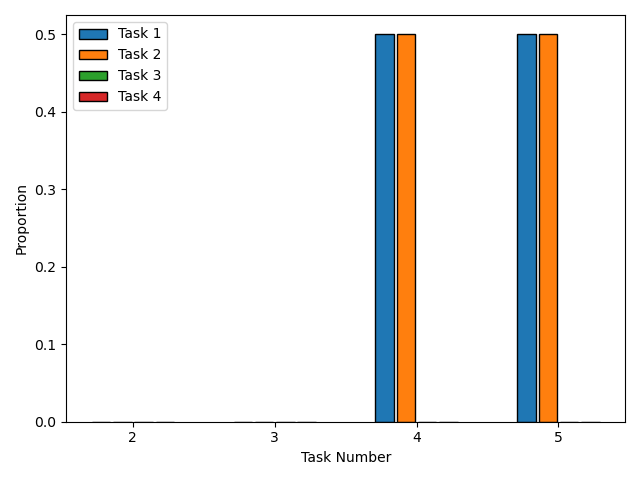 Task 1
Task 2
Task 3
Task 4
0.5
0.4
0.3
0.2
0.1
0.0
Proportion
2 3 4 5
Task Number